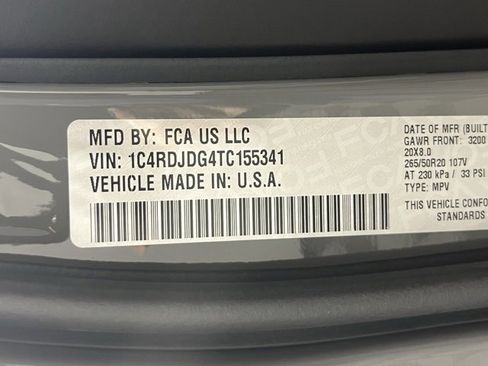 MFD BY: FCA US LLC
VIN: 1C4RDJDG4TC155341
VEHICLE MADE IN: U.S.A.
DATE OF MFR (BUILT
GAWR FRONT: 3200
20X8.0
265/50R20 107V
AT 230 kPa / 33 PSI
TYPE: MPV
THIS VEHICLE CONFO
STANDARDS